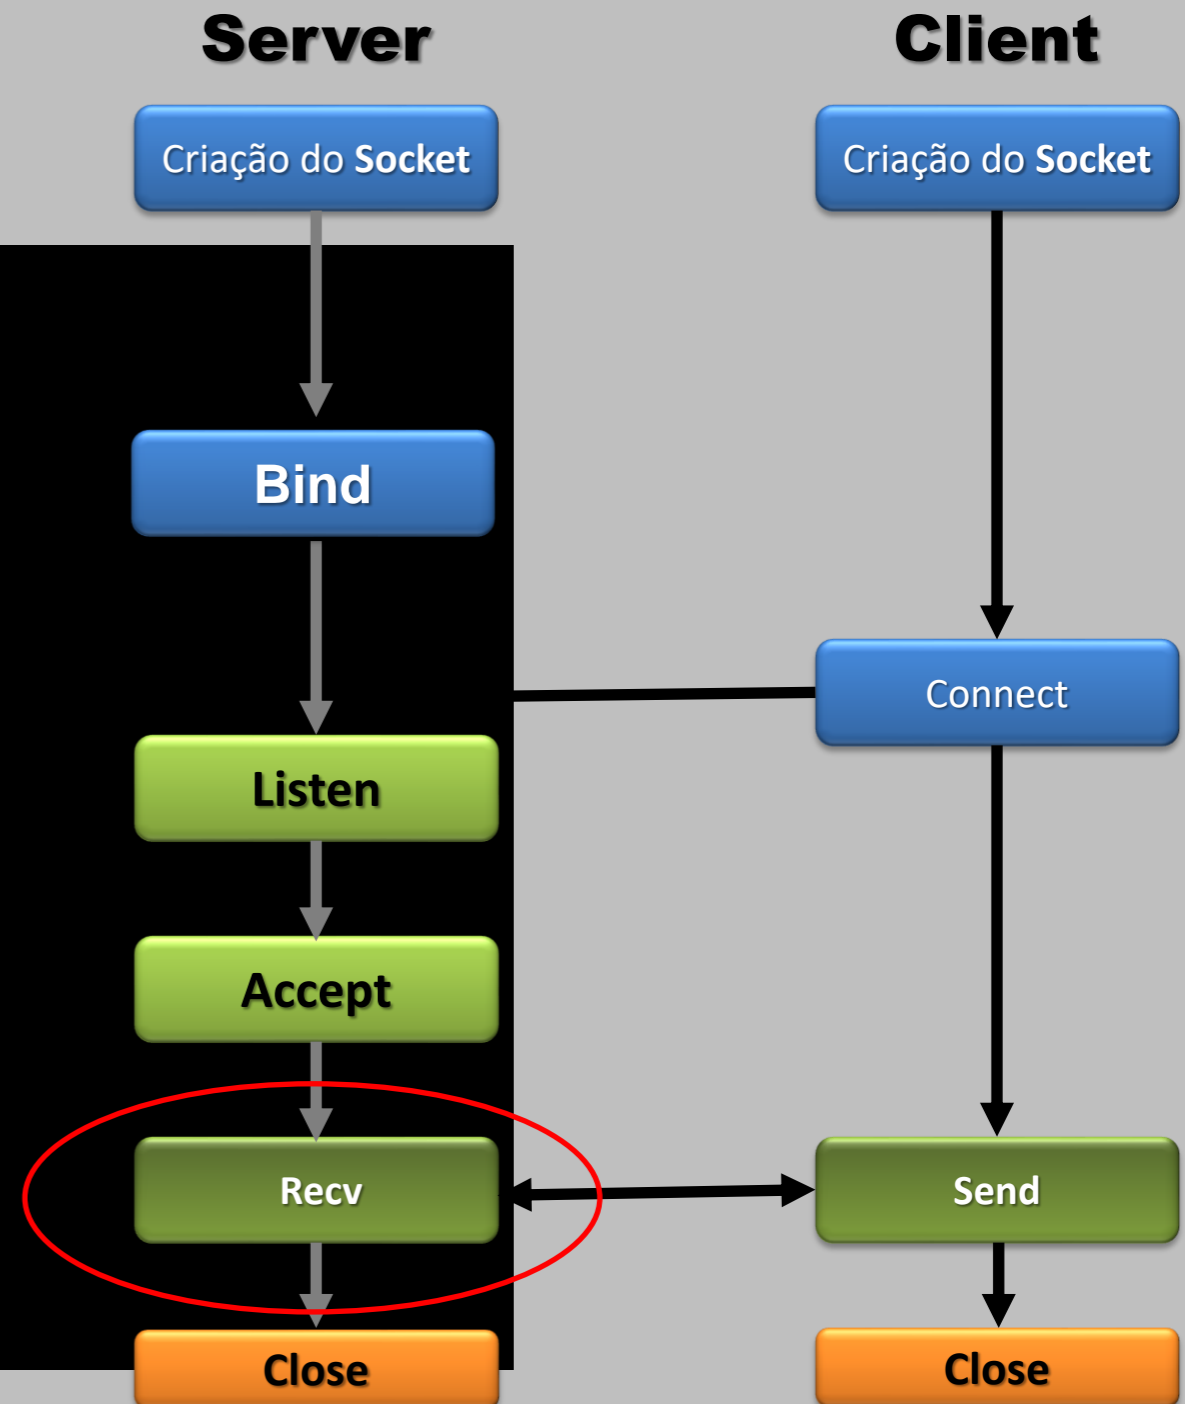 Server
Client
Criação do Socket
Criação do Socket
Bind
Connect
Listen
Accept
Recv
Send
Close
Close